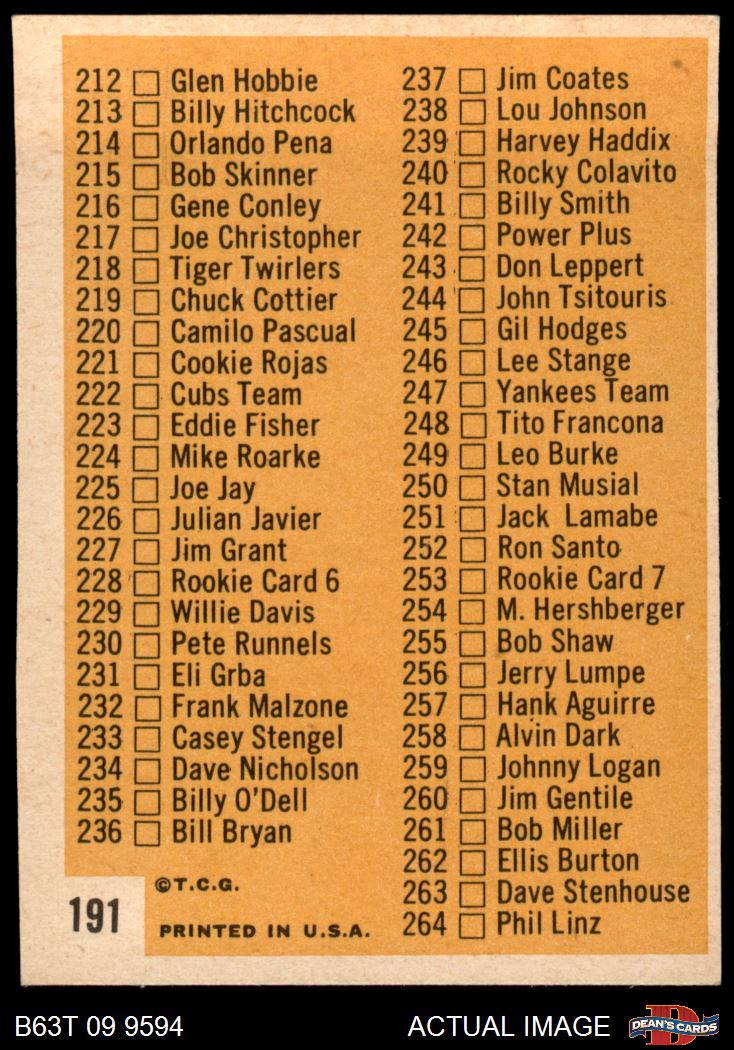 212 Glen Hobbie
213 Billy Hitchcock
214 Orlando Pena
215 Bob Skinner
216 Gene Conley
217 Joe Christopher
218 Tiger Twirlers
219 Chuck Cottier
220 Camilo Pascual
221 Cookie Rojas
222 Cubs Team
223 Eddie Fisher
224 Mike Roarke
225 Joe Jay
226 Julian Javier
227 Jim Grant
228 Rookie Card 6
229 Willie Davis
230 Pete Runnels
231 Eli Grba
232 Frank Malzone
233 Casey Stengel
234 Dave Nicholson
235 Billy O'Dell
236 Bill Bryan
237 Jim Coates
238 Lou Johnson
239 Harvey Haddix
240 Rocky Colavito
241 Billy Smith
242 Power Plus
243 Don Leppert
244 John Tsitouris
245 Gil Hodges
246 Lee Stange
247 Yankees Team
248 Tito Francona
249 Leo Burke
250 Stan Musial
251 Jack Lamabe
252 Ron Santo
253 Rookie Card 7
254 M. Hershberger
255 Bob Shaw
256 Jerry Lumpe
257 Hank Aguirre
258 Alvin Dark
259 Johnny Logan
260 Jim Gentile
261 Bob Miller
262 Ellis Burton
263 Dave Stenhouse
264 Phil Linz
©T.C.G.
191
PRINTED IN U.S.A.
B63T 09 9594
ACTUAL IMAGE
D
DEAN'S CARDS